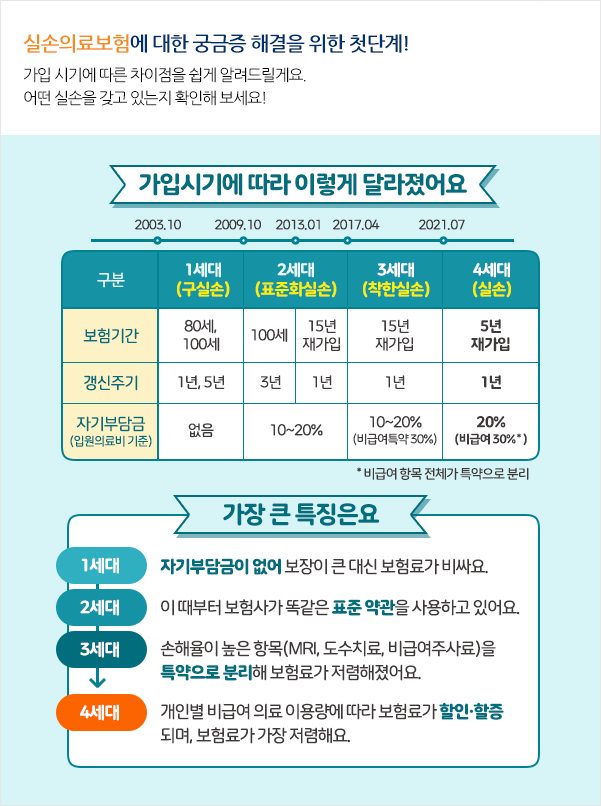 실손의료보험에 대한 궁금증 해결을 위한 첫단계!
가입 시기에 따른 차이점을 쉽게 알려드릴게요.
어떤 실손을 갖고 있는지 확인해 보세요!
가입시기에 따라 이렇게 달라졌어요
2003.10 2009.10 2013.01 2017.04 2021.07
구분 1세대 (구실손) 2세대 (표준화실손) 3세대 (착한실손) 4세대 (실손)
보험기간 80세, 100세 100세 15년 재가입 15년 재가입 5년 재가입
갱신주기 1년, 5년 3년 1년 1년 1년
자기부담금 (입원의료비 기준) 없음 10~20% 10~20% (비급여특약 30%) 20% (비급여 30%*)
* 비급여 항목 전체가 특약으로 분리
가장 큰 특징은요
1세대 자기부담금이 없어 보장이 큰 대신 보험료가 비싸요.
2세대 이 때부터 보험사가 똑같은 표준 약관을 사용하고 있어요.
3세대 손해율이 높은 항목(MRI, 도수치료, 비급여주사료)을
특약으로 분리해 보험료가 저렴해졌어요.
4세대 개인별 비급여 의료 이용량에 따라 보험료가 할인·할증
되며, 보험료가 가장 저렴해요.